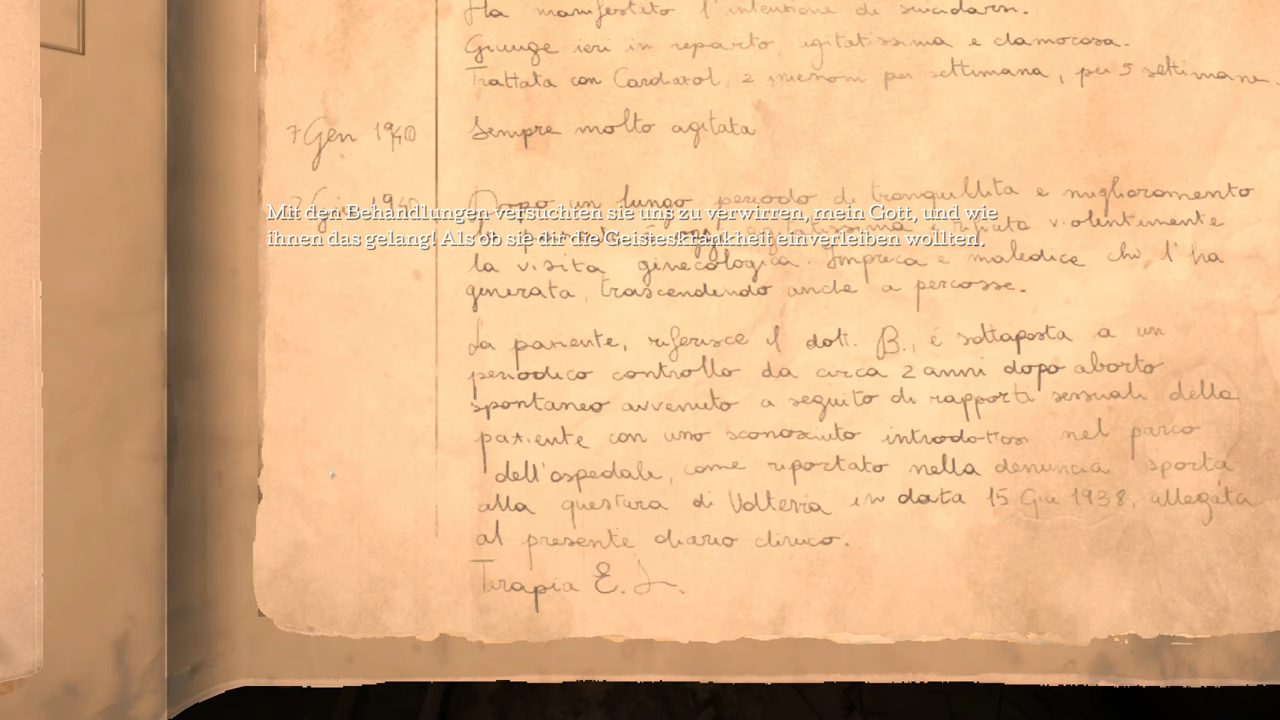 Ha manifestato l'intenzione di suicidarsi.
Giunge ieri in reparto, agitatissima e clamorosa.
Trattata con Cardiazol, 2 iniezioni per settimana, per 5 settimane.
7 Gen 1940 Sempre molto agitata
Dopo un lungo periodo di tranquillità e miglioramento
Mit den Behandlungen versuchten sie uns zu verwirren, mein Gott, und wie
ihnen das gelang! Als ob sie dir die Geisteskrankheit einverleiben wollten.
agitatissima e rifiuta violentemente
la visita ginecologica. Impreca e maledice chi l'ha
generata, trascendendo anche a percosse.
La paziente, riferisce il dott. B., è sottoposta a un
periodico controllo da circa 2 anni dopo aborto
spontaneo avvenuto a seguito di rapporti sessuali della
paziente con uno sconosciuto introdottosi nel parco
dell'ospedale, come riportato nella denuncia sporta
alla questura di Volterra in data 15 Giu 1938, allegata
al presente diario clinico.
Terapia E.S.